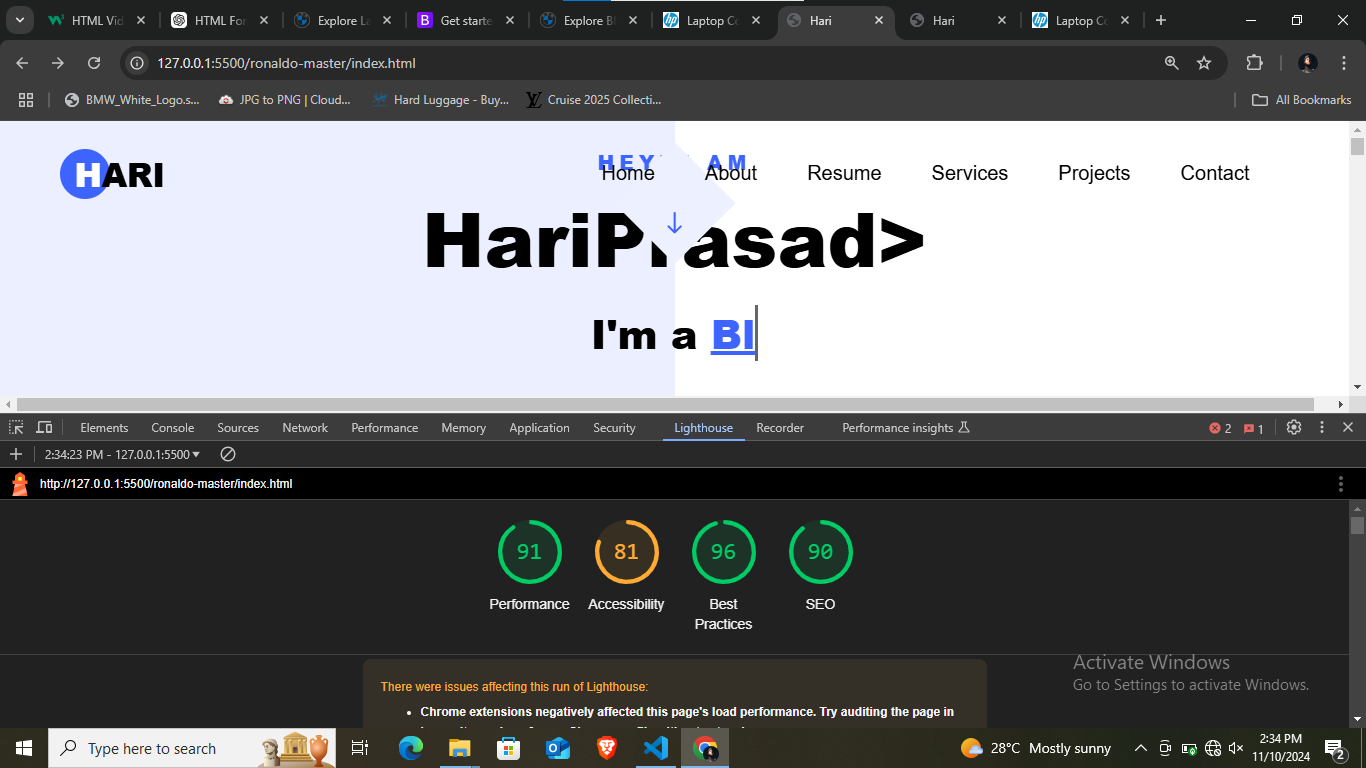 HTML Vid
HTML For
Explore La
Get starte
Explore Bl
Laptop Co
Hari
Hari
Laptop Co
127.0.0.1:5500/ronaldo-master/index.html
BMW_White_Logo.s...
JPG to PNG | Cloud...
Hard Luggage - Buy...
Cruise 2025 Collecti...
All Bookmarks
HARI
Home
About
Resume
Services
Projects
Contact
HariPrasad>
I'm a BI
Elements
Console
Sources
Network
Performance
Memory
Application
Security
Lighthouse
Recorder
Performance insights
2
1
2:34:23 PM - 127.0.0.1:5500
http://127.0.0.1:5500/ronaldo-master/index.html
91
81
96
90
Performance
Accessibility
Best
Practices
SEO
There were issues affecting this run of Lighthouse:
Chrome extensions negatively affected this page's load performance. Try auditing the page in
Activate Windows
Go to Settings to activate Windows.
Type here to search
28°C Mostly sunny
2:34 PM
11/10/2024
2